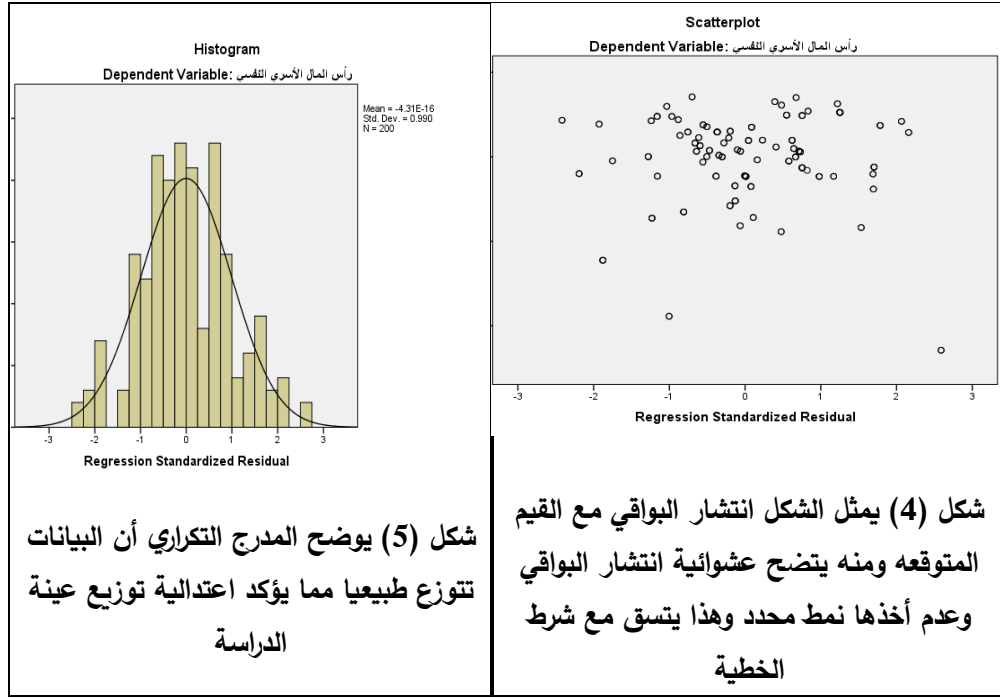 Scatterplot
Dependent Variable: رأس المال الأسري النفسي
-3 -2 -1 0 1 2 3
Regression Standardized Residual
شكل (4) يمثل الشكل انتشار البواقي مع القيم
المتوقعه ومنه يتضح عشوائية انتشار البواقي
وعدم أخذها نمط محدد وهذا يتسق مع شرط
الخطية
Histogram
Dependent Variable: رأس المال الأسري النفسي
Mean = -4.31E-16
Std. Dev. = 0.990
N = 200
-3 -2 -1 0 1 2 3
Regression Standardized Residual
شكل (5) يوضح المدرج التكراري أن البيانات
تتوزع طبيعيا مما يؤكد اعتدالية توزيع عينة
الدراسة